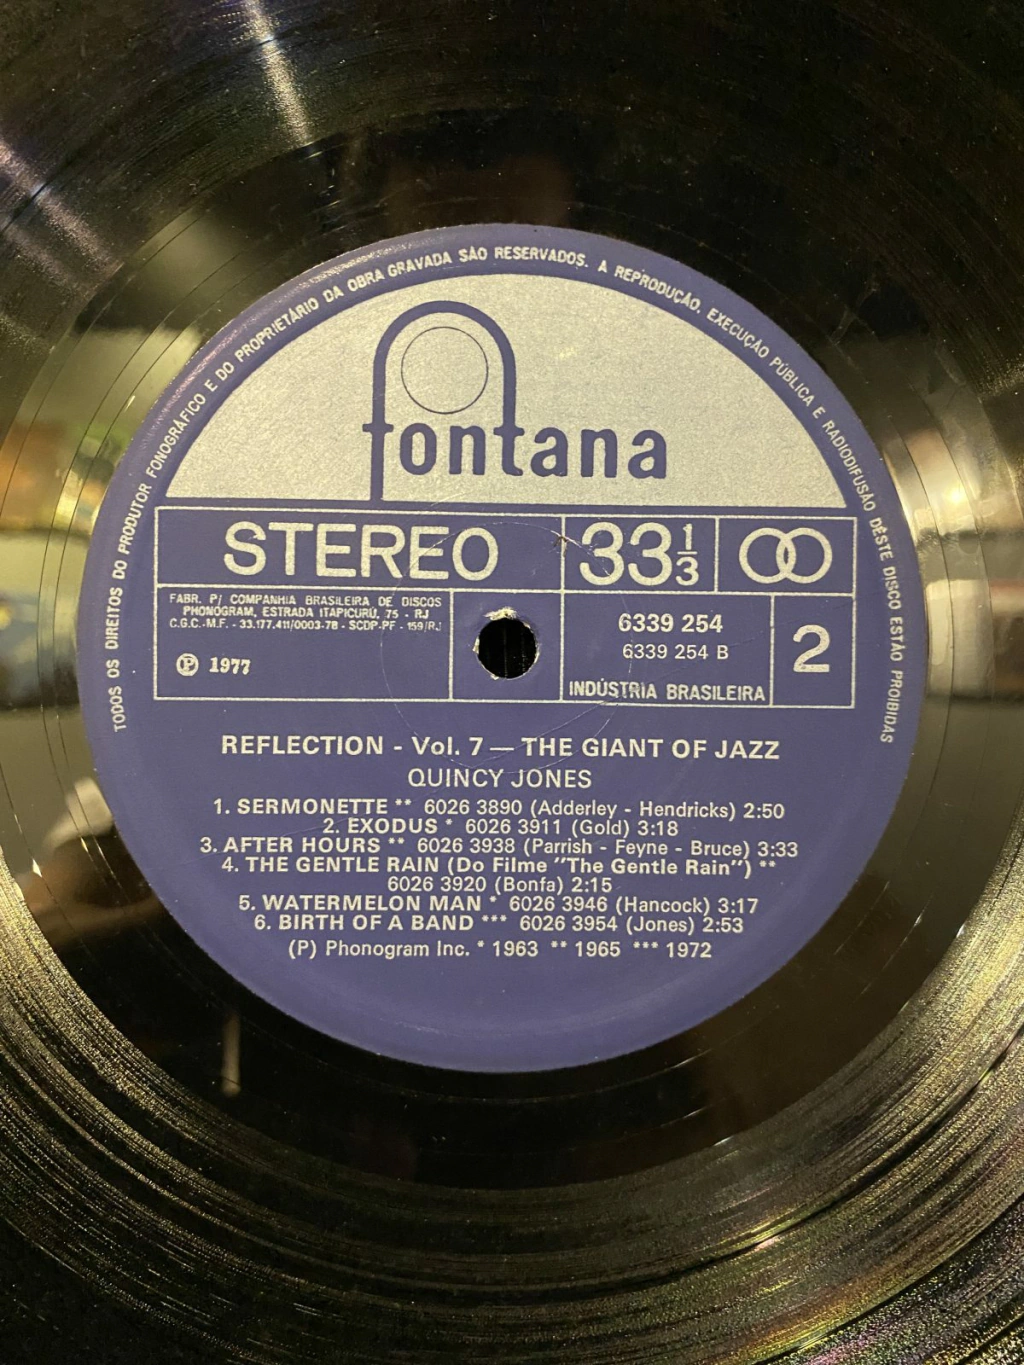 TODOS OS DIREITOS DO PRODUTOR FONOGRÁFICO E DO PROPRIETÁRIO DA OBRA GRAVADA SÃO RESERVADOS. A REPRODUÇÃO, EXECUÇÃO PÚBLICA E RADIODIFUSÃO DÊSTE DISCO ESTÃO PROIBIDAS
fontana
STEREO 33 1/3
FABR. P/ COMPANHIA BRASILEIRA DE DISCOS
PHONOGRAM, ESTRADA ITAPICURÚ, 75 - RJ
C.G.C.-M.F. - 33.177.411/0003-78 - SCDP-PF - 159/RJ
Ⓟ 1977
6339 254
6339 254 B
INDÚSTRIA BRASILEIRA
2
REFLECTION - Vol. 7 — THE GIANT OF JAZZ
QUINCY JONES
1. SERMONETTE ** 6026 3890 (Adderley - Hendricks) 2:50
2. EXODUS * 6026 3911 (Gold) 3:18
3. AFTER HOURS ** 6026 3938 (Parrish - Feyne - Bruce) 3:33
4. THE GENTLE RAIN (Do Filme "The Gentle Rain") **
6026 3920 (Bonfa) 2:15
5. WATERMELON MAN * 6026 3946 (Hancock) 3:17
6. BIRTH OF A BAND *** 6026 3954 (Jones) 2:53
(P) Phonogram Inc. * 1963 ** 1965 *** 1972